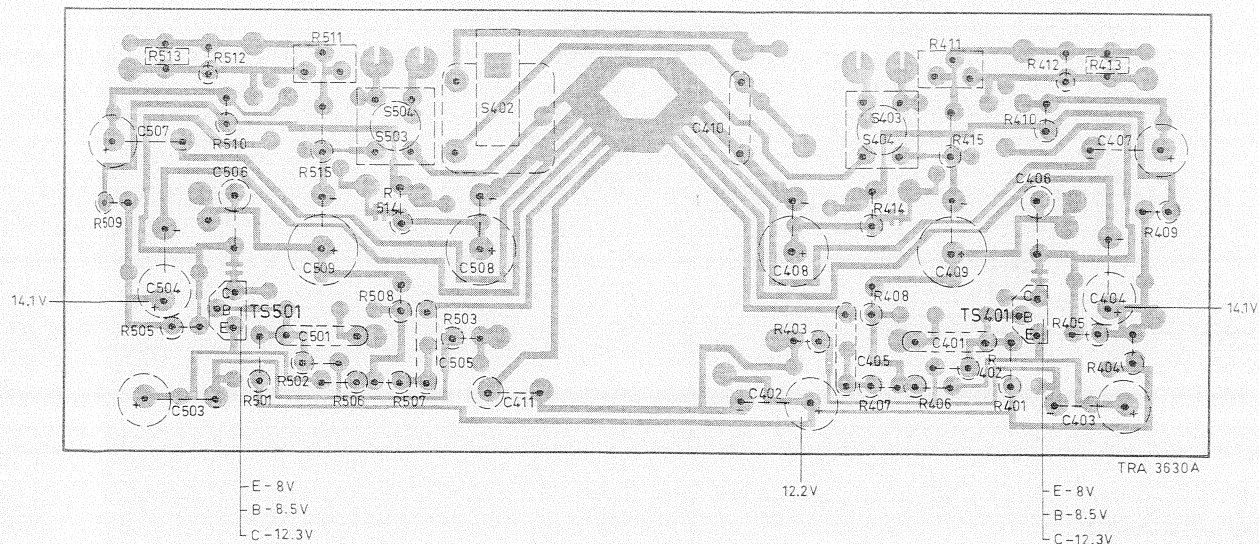 R511
R411
R513
R512
R412
R413
S504
S402
S403
C507
S503
C410
S404
R410
C407
R510
R415
R515
C506
C406
R509
R514
R414
R409
C509
C508
C408
C409
C504
C404
14.1V
R508
R408
14.1V
TS501
TS401
C
B
E
C
B
E
R505
C501
R503
R403
C401
R405
C505
C405
R404
R502
R402
R501
R506
R507
C411
C402
R407
R406
R401
C503
C403
TRA 3630A
E-8V
B-8.5V
C-12.3V
12.2V
E-8V
B-8.5V
C-12.3V